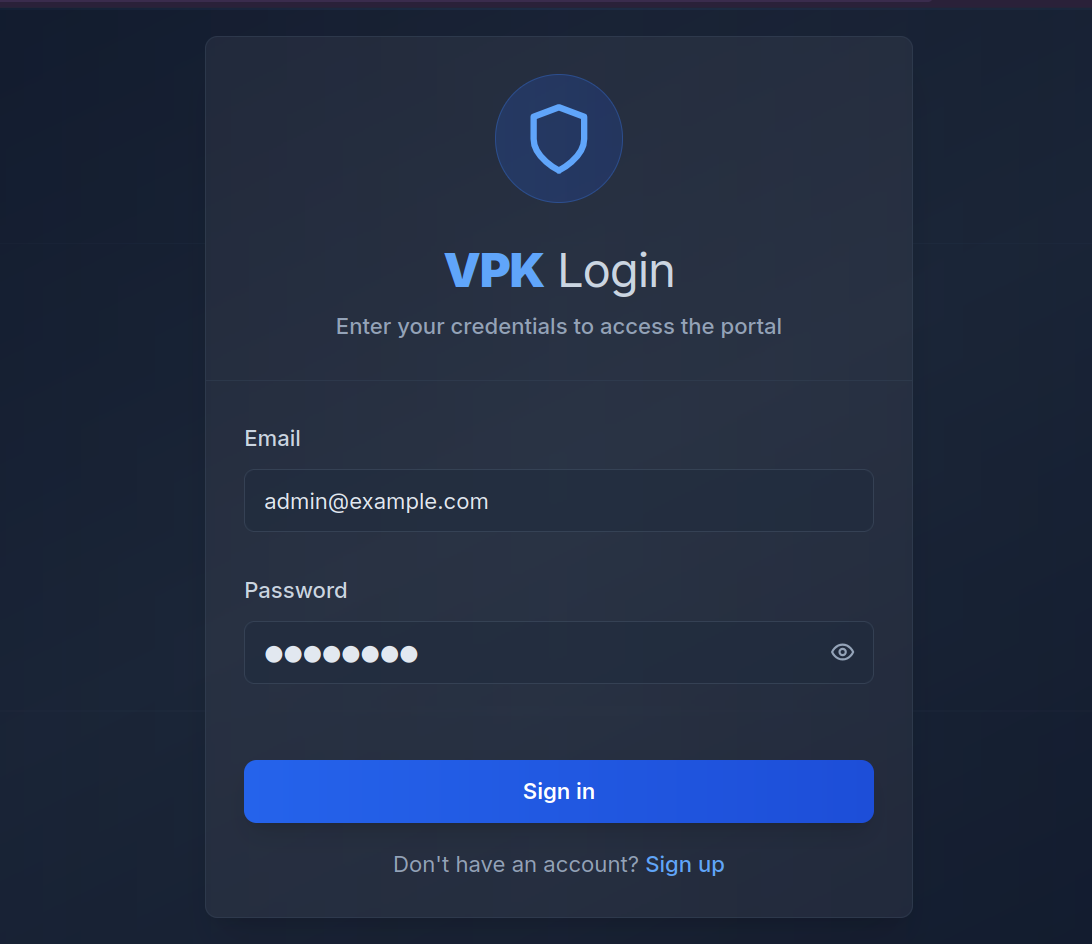 VPK Login
Enter your credentials to access the portal
Email
admin@example.com
Password
●●●●●●●●
Sign in
Don't have an account? Sign up